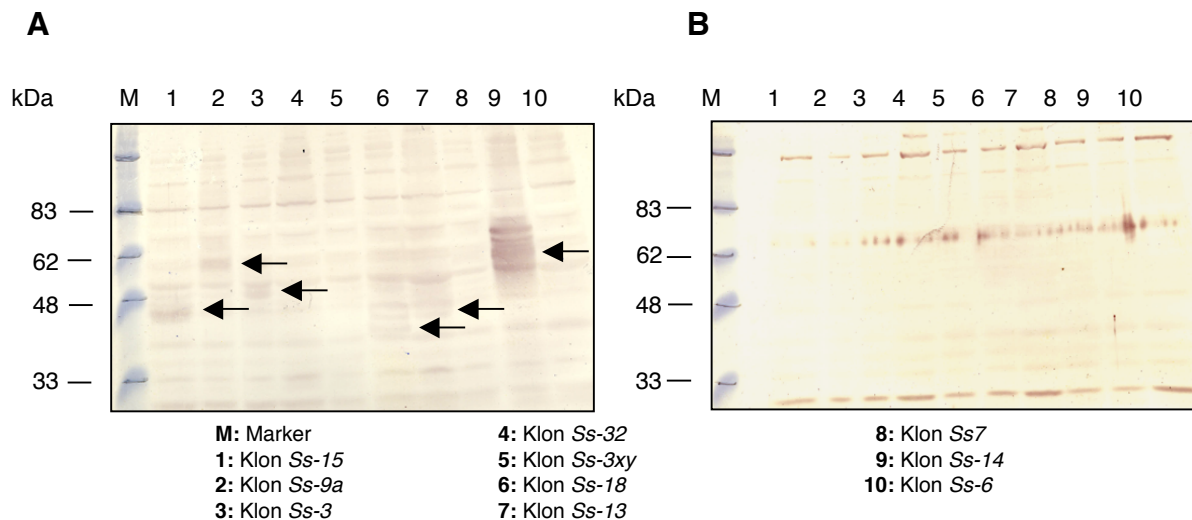 A
B
kDa M 1 2 3 4 5 6 7 8 9 10
kDa M 1 2 3 4 5 6 7 8 9 10
83
62
48
33
83
62
48
33
M: Marker
1: Klon Ss-15
2: Klon Ss-9a
3: Klon Ss-3
4: Klon Ss-32
5: Klon Ss-3xy
6: Klon Ss-18
7: Klon Ss-13
8: Klon Ss7
9: Klon Ss-14
10: Klon Ss-6